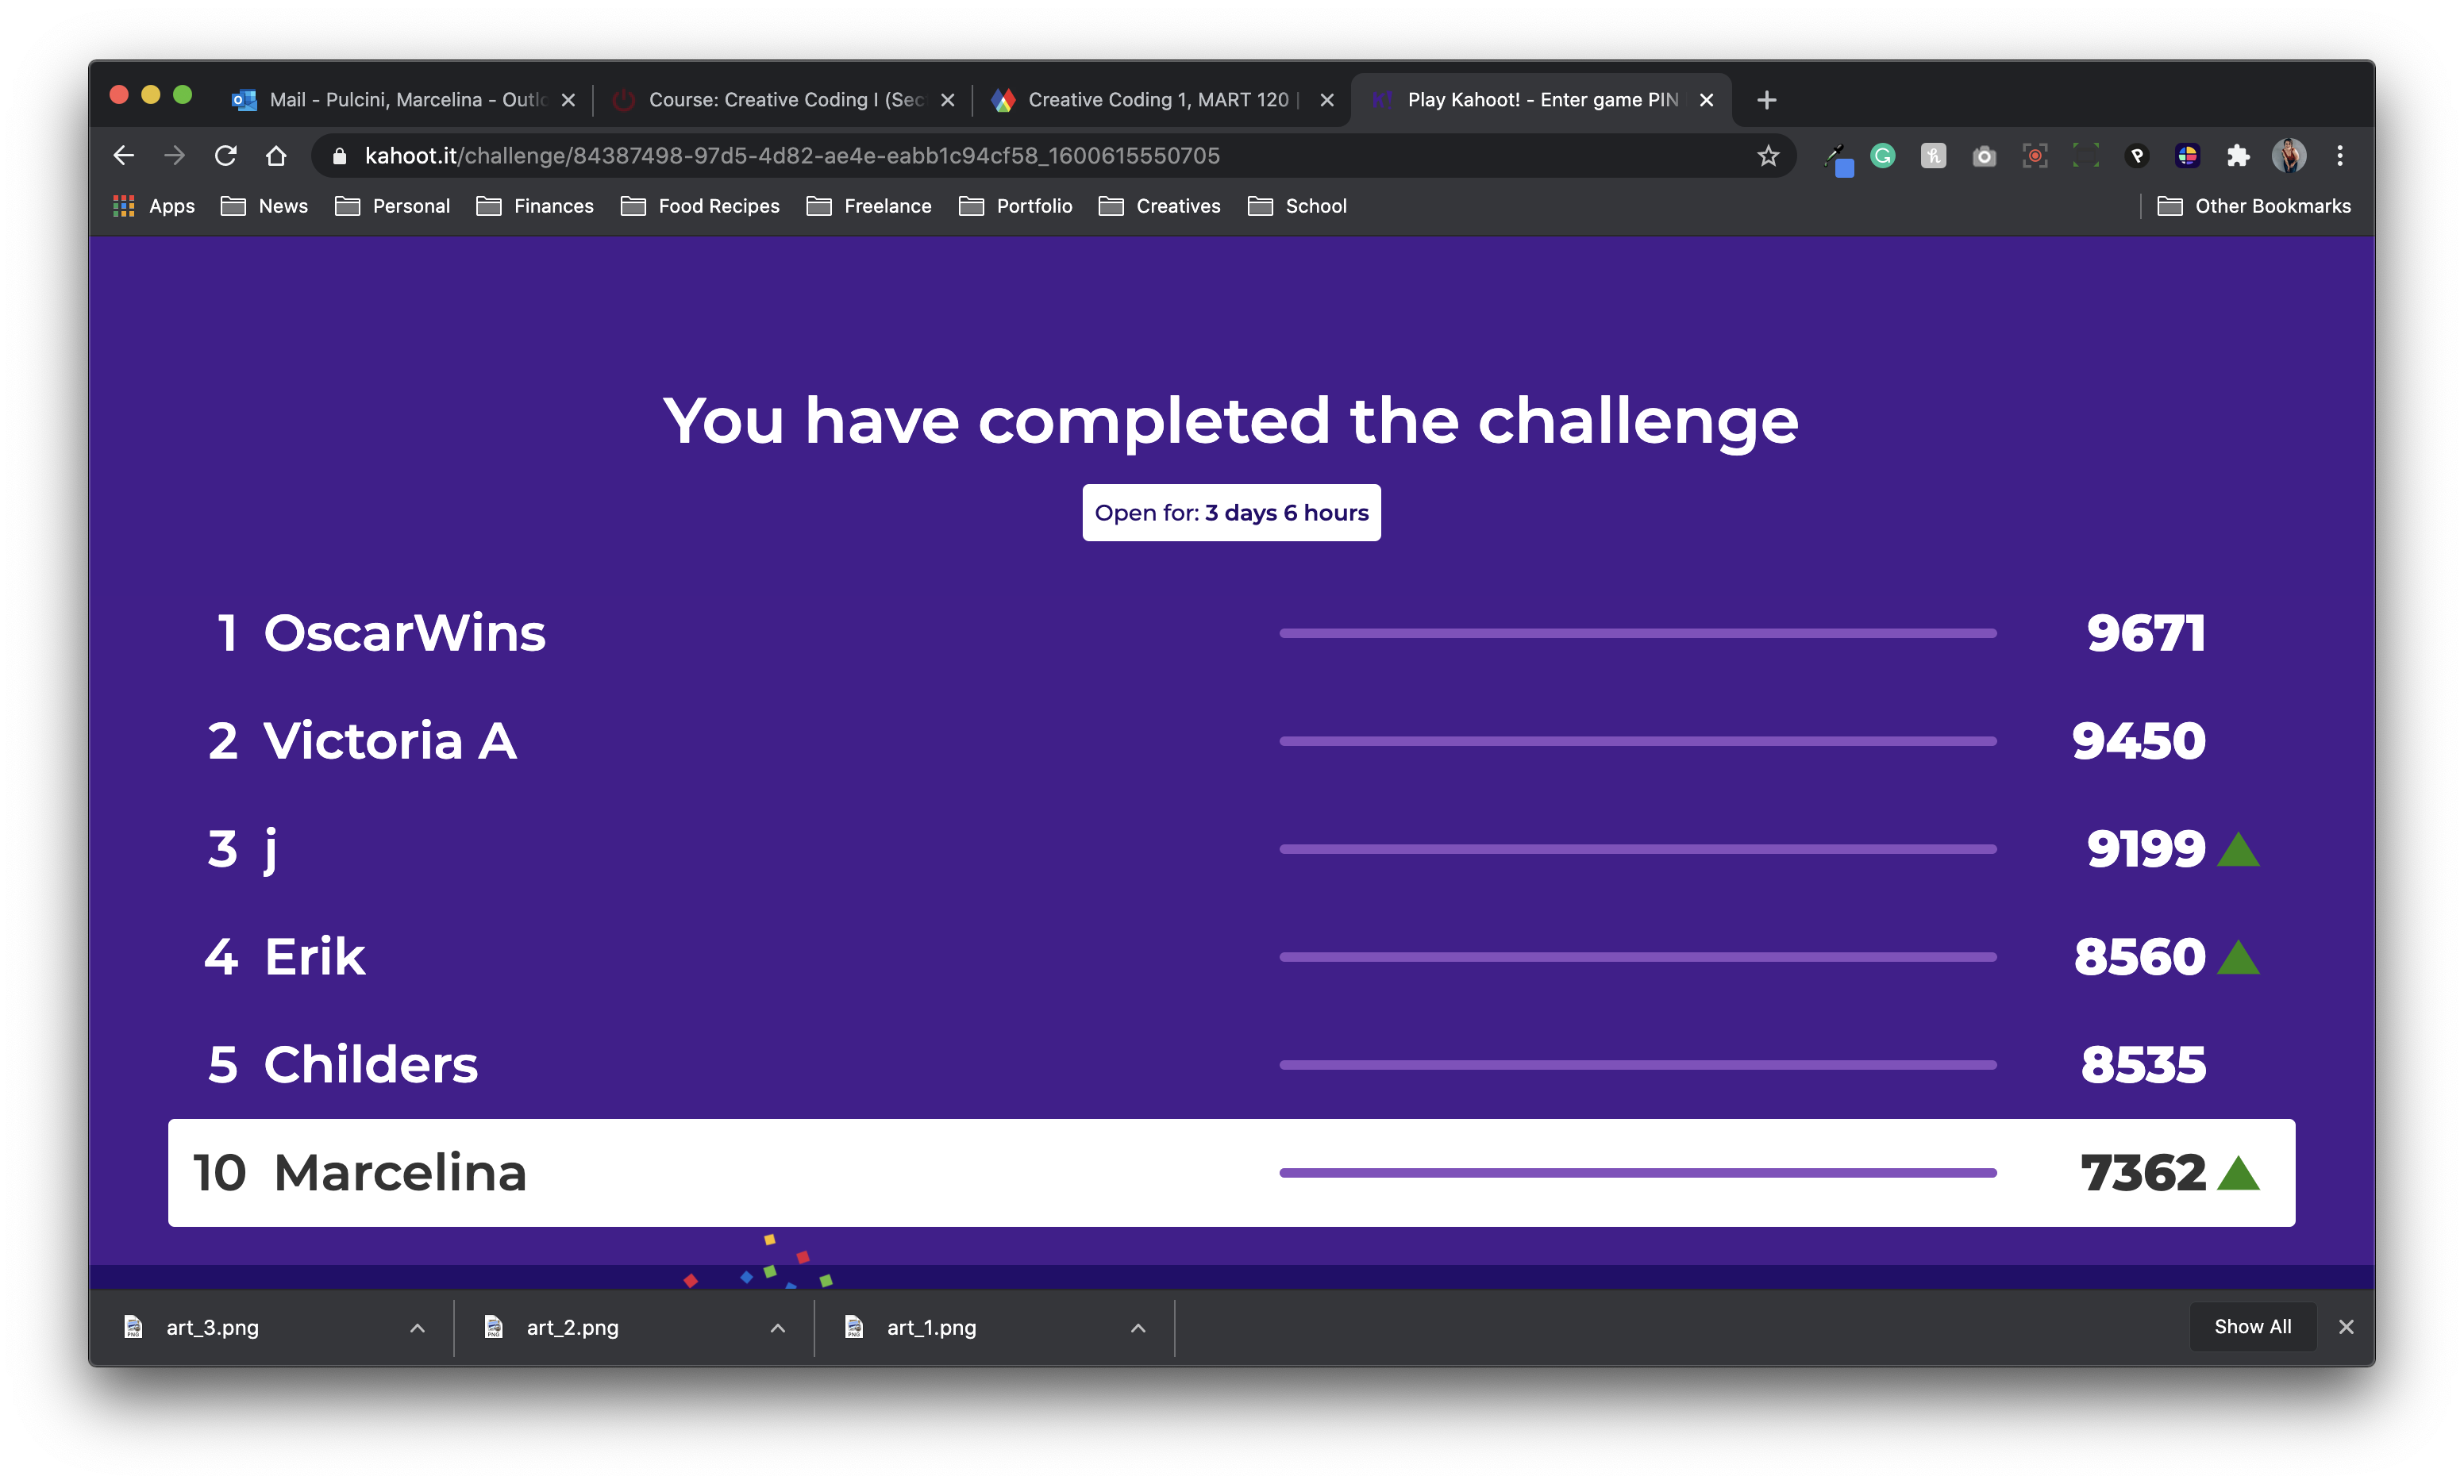 Mail - Pulcini, Marcelina - Outlo
Course: Creative Coding I (Sec
Creative Coding 1, MART 120 |
Play Kahoot! - Enter game PIN
kahoot.it/challenge/84387498-97d5-4d82-ae4e-eabb1c94cf58_1600615550705
Apps News Personal Finances Food Recipes Freelance Portfolio Creatives School Other Bookmarks
You have completed the challenge
Open for: 3 days 6 hours
1 OscarWins 9671
2 Victoria A 9450
3 j 9199
4 Erik 8560
5 Childers 8535
10 Marcelina 7362
art_3.png art_2.png art_1.png Show All